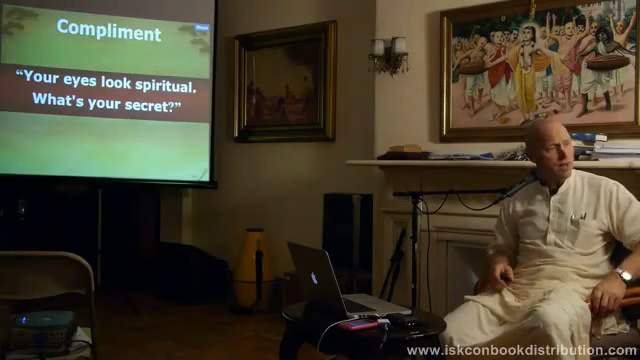 Compliment
“Your eyes look spiritual.
What's your secret?”
www.iskconbookdistribution.com